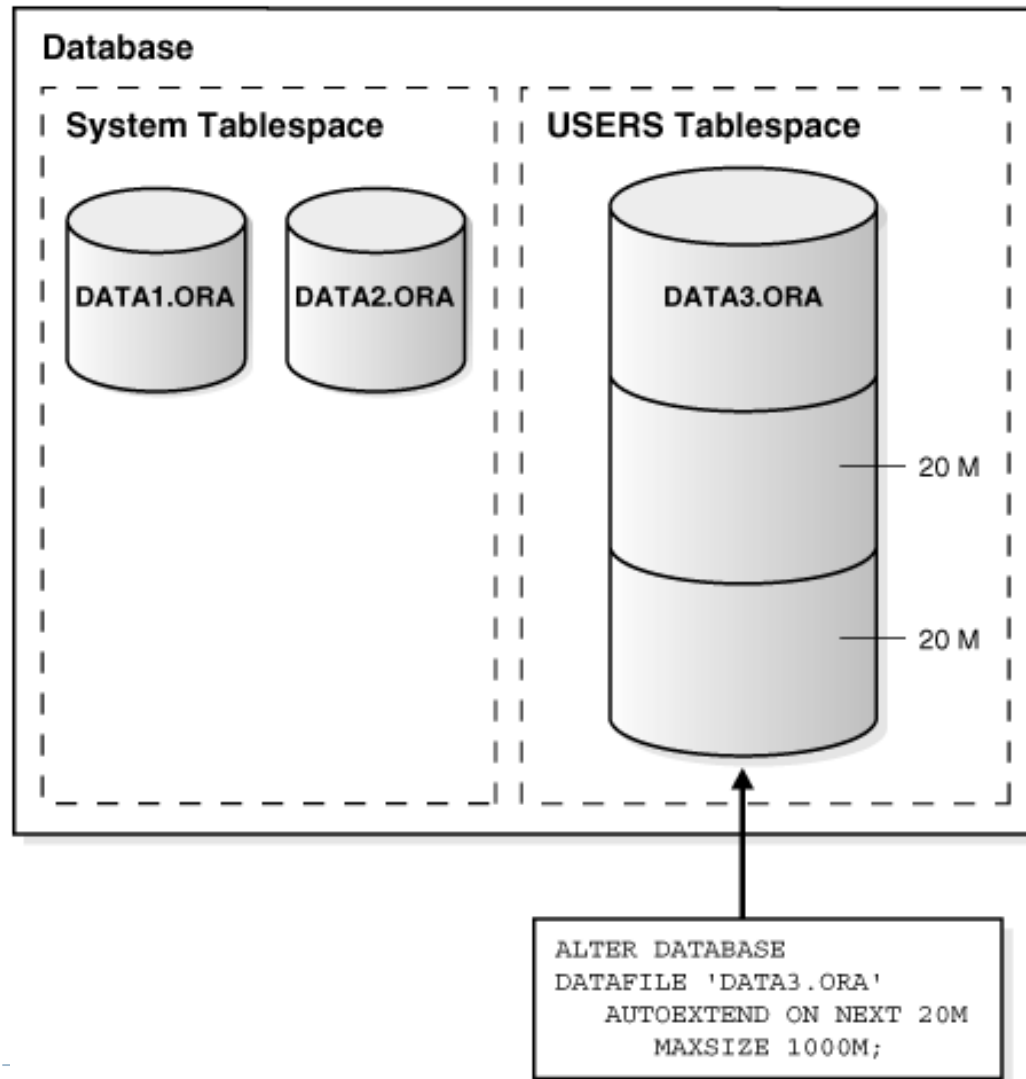 Database
System Tablespace
USERS Tablespace
DATA1.ORA
DATA2.ORA
DATA3.ORA
20 M
20 M
ALTER DATABASE
DATAFILE 'DATA3.ORA'
AUTOEXTEND ON NEXT 20M
MAXSIZE 1000M;